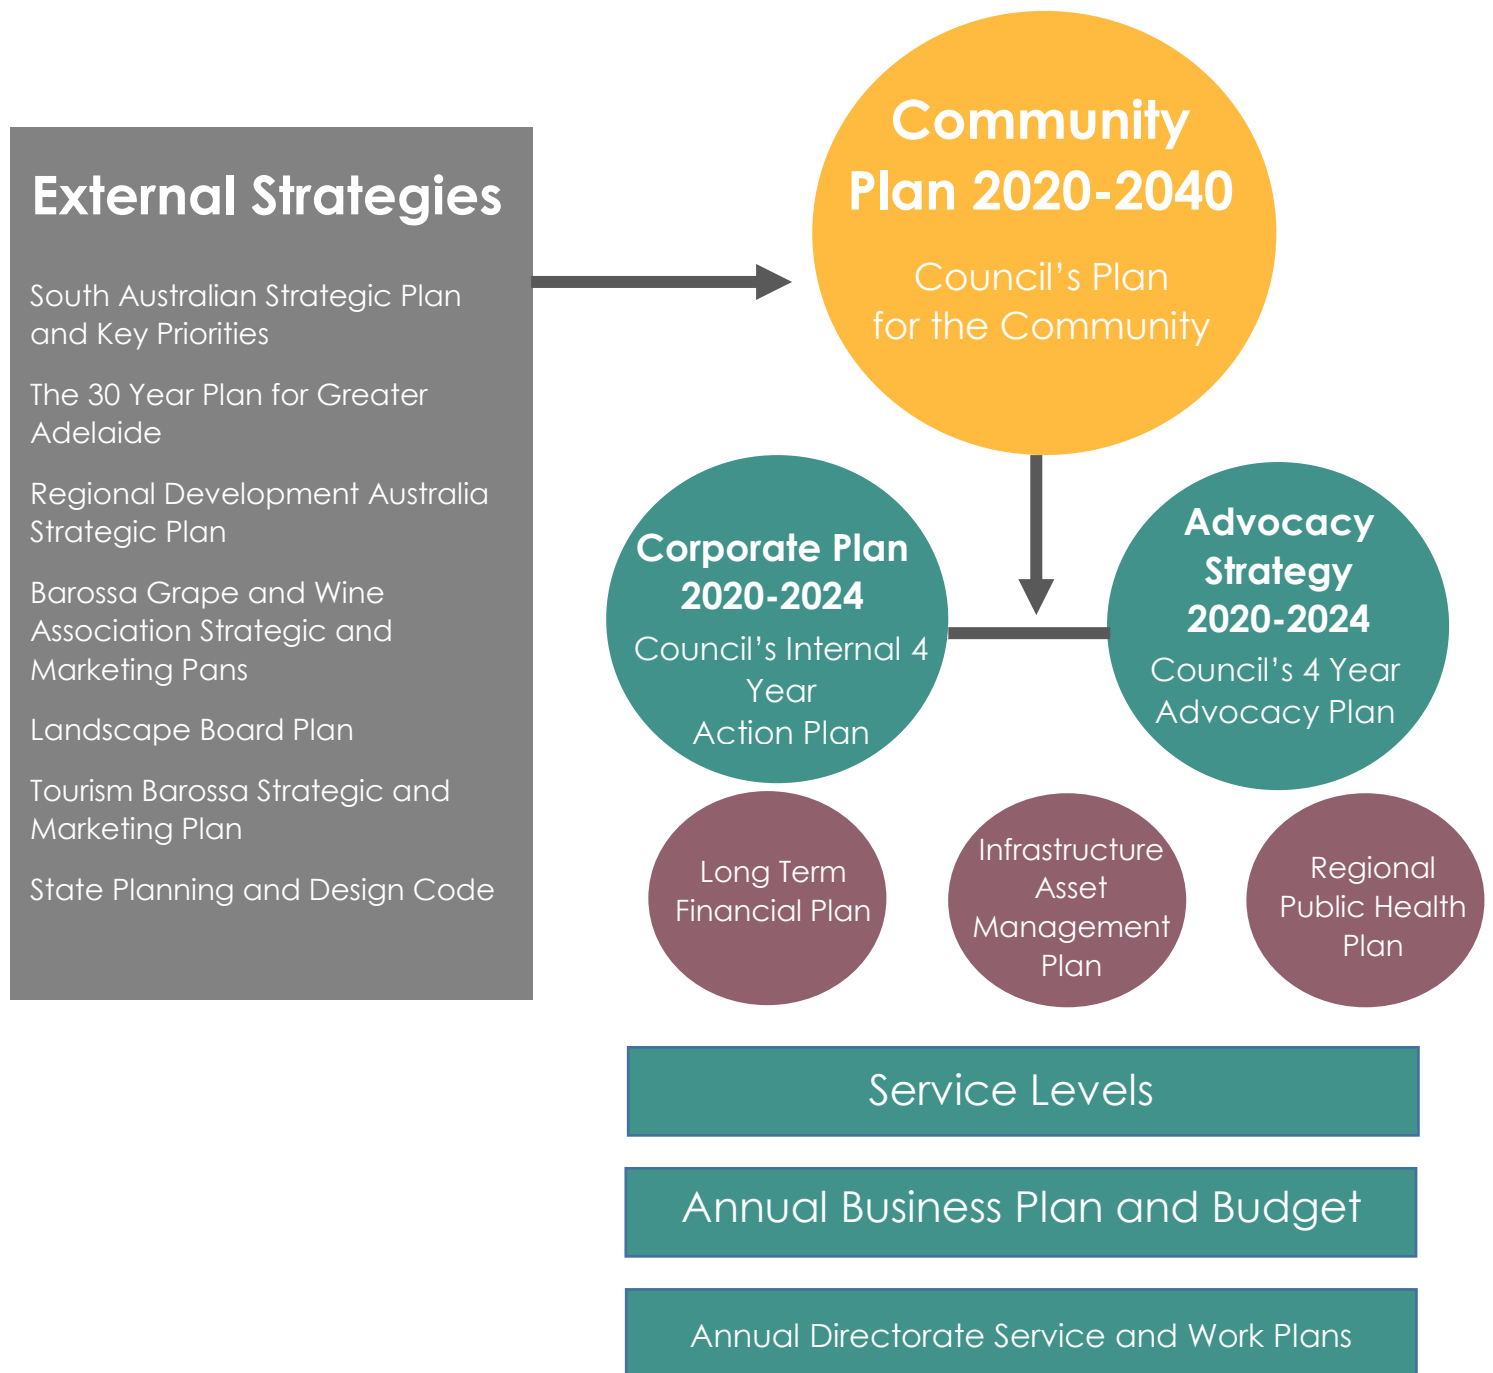 External Strategies
South Australian Strategic Plan
and Key Priorities
The 30 Year Plan for Greater
Adelaide
Regional Development Australia
Strategic Plan
Barossa Grape and Wine
Association Strategic and
Marketing Pans
Landscape Board Plan
Tourism Barossa Strategic and
Marketing Plan
State Planning and Design Code
Community
Plan 2020-2040
Council's Plan
for the Community
Corporate Plan
2020-2024
Council's Internal 4
Year
Action Plan
Advocacy
Strategy
2020-2024
Council's 4 Year
Advocacy Plan
Long Term
Financial Plan
Infrastructure
Asset
Management
Plan
Regional
Public Health
Plan
Service Levels
Annual Business Plan and Budget
Annual Directorate Service and Work Plans